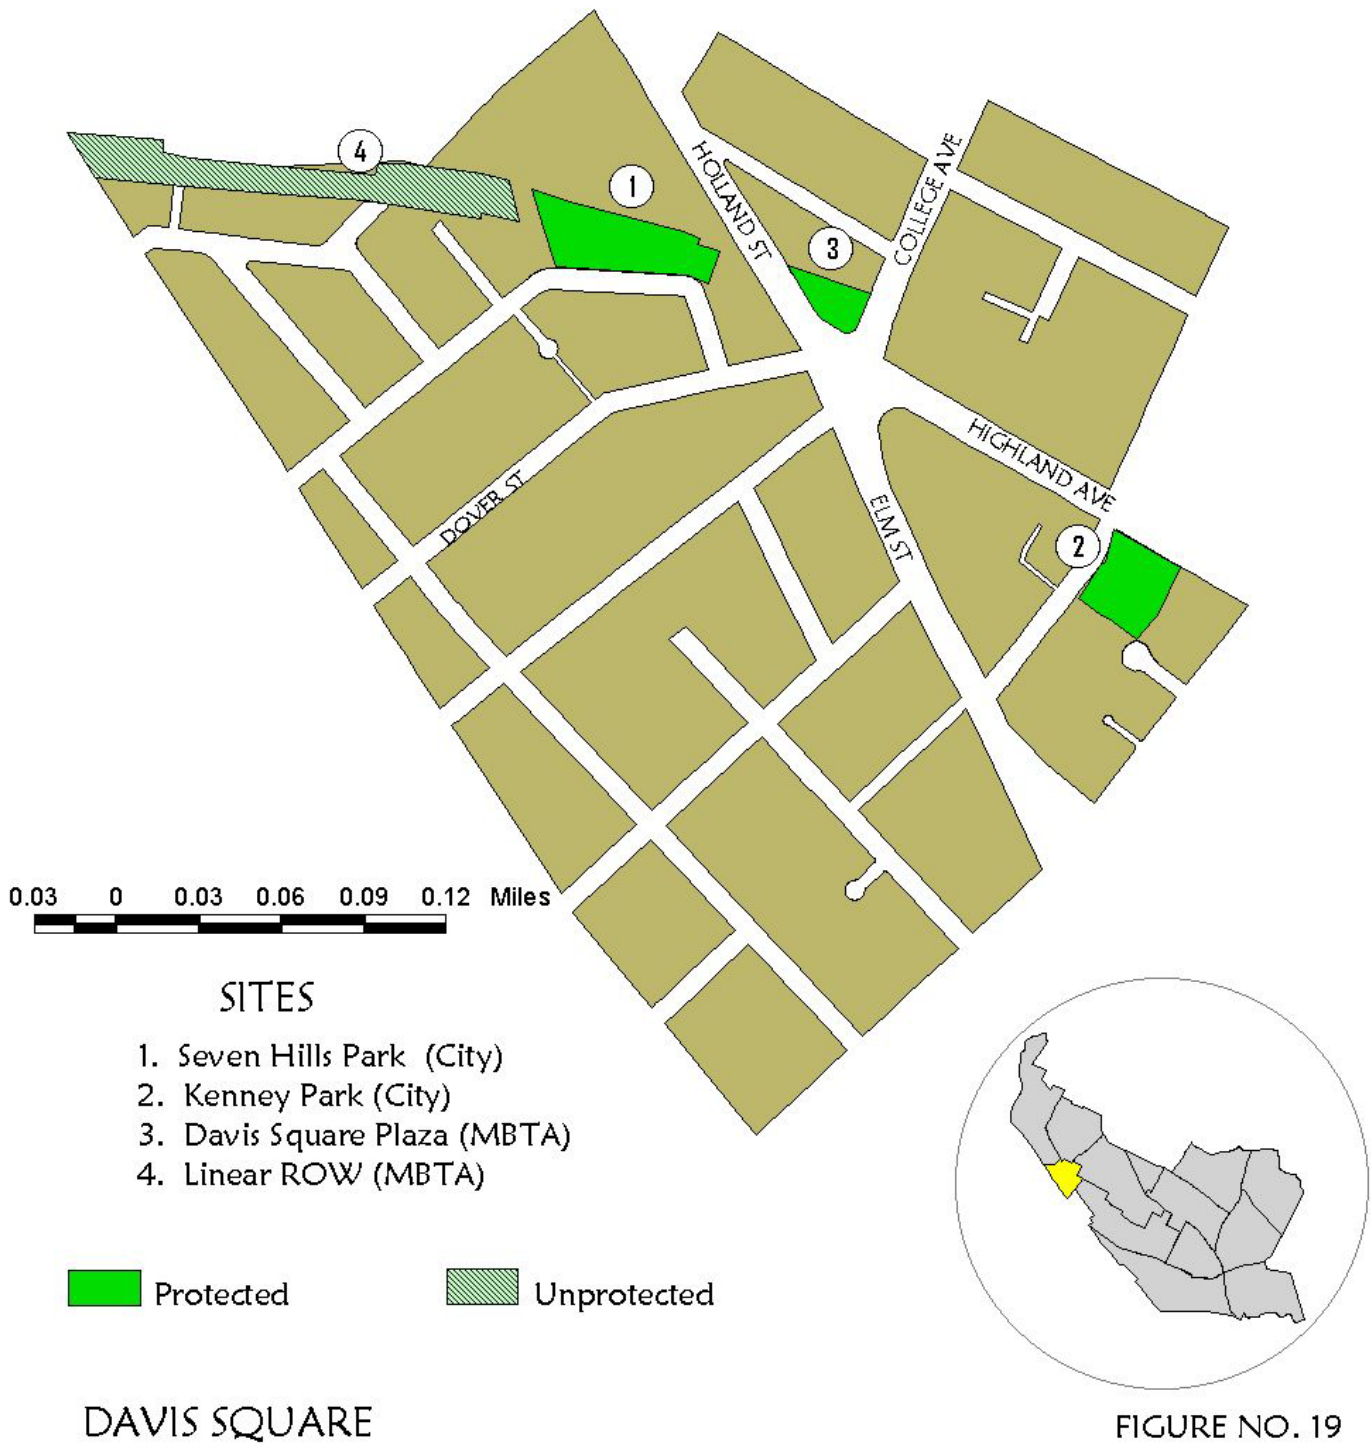 4
1
HOLLAND ST
COLLEGE AVE
3
HIGHLAND AVE
DOVER ST
ELM ST
2
0.03 0 0.03 0.06 0.09 0.12 Miles
SITES
1. Seven Hills Park (City)
2. Kenney Park (City)
3. Davis Square Plaza (MBTA)
4. Linear ROW (MBTA)
Protected
Unprotected
DAVIS SQUARE
FIGURE NO. 19